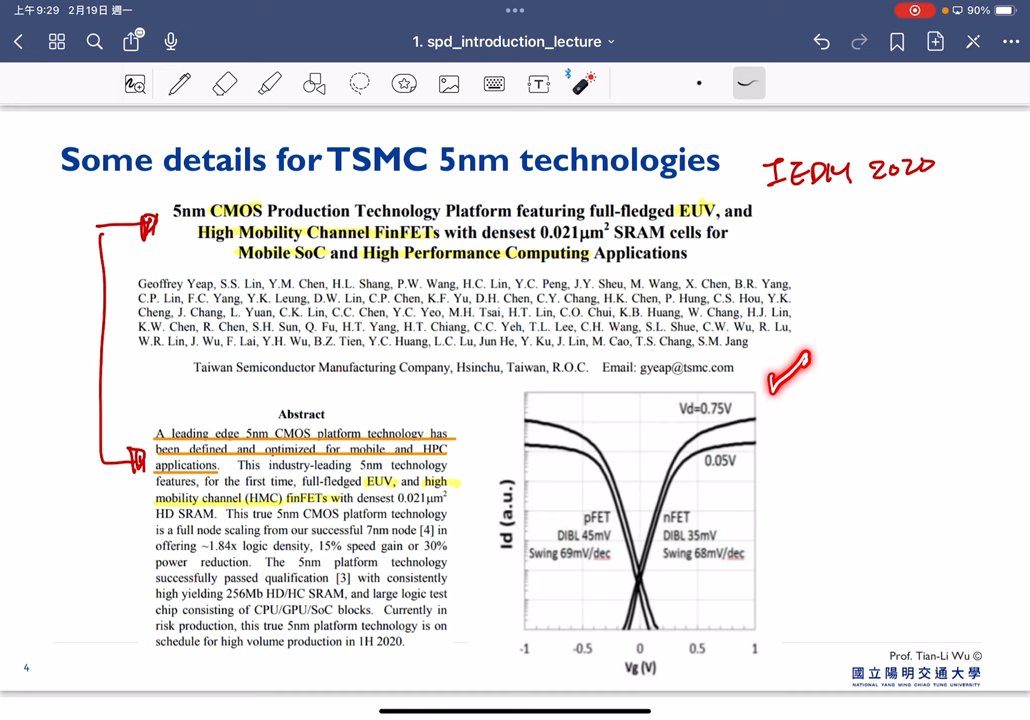 上午9:29 2月19日 週一
90%
1. spd_introduction_lecture
T
Some details for TSMC 5nm technologies
IEDM 2020
5nm CMOS Production Technology Platform featuring full-fledged EUV, and
High Mobility Channel FinFETs with densest 0.021µm² SRAM cells for
Mobile SoC and High Performance Computing Applications
Geoffrey Yeap, S.S. Lin, Y.M. Chen, H.L. Shang, P.W. Wang, H.C. Lin, Y.C. Peng, J.Y. Sheu, M. Wang, X. Chen, B.R. Yang,
C.P. Lin, F.C. Yang, Y.K. Leung, D.W. Lin, C.P. Chen, K.F. Yu, D.H. Chen, C.Y. Chang, H.K. Chen, P. Hung, C.S. Hou, Y.K.
Cheng, J. Chang, L. Yuan, C.K. Lin, C.C. Chen, Y.C. Yeo, M.H. Tsai, H.T. Lin, C.O. Chui, K.B. Huang, W. Chang, H.J. Lin,
K.W. Chen, R. Chen, S.H. Sun, Q. Fu, H.T. Yang, H.T. Chiang, C.C. Yeh, T.L. Lee, C.H. Wang, S.L. Shue, C.W. Wu, R. Lu,
W.R. Lin, J. Wu, F. Lai, Y.H. Wu, B.Z. Tien, Y.C. Huang, L.C. Lu, Jun He, Y. Ku, J. Lin, M. Cao, T.S. Chang, S.M. Jang
Taiwan Semiconductor Manufacturing Company, Hsinchu, Taiwan, R.O.C. Email: gyeap@tsmc.com
Abstract
A leading edge 5nm CMOS platform technology has
been defined and optimized for mobile and HPC
applications. This industry-leading 5nm technology
features, for the first time, full-fledged EUV, and high
mobility channel (HMC) finFETs with densest 0.021µm²
HD SRAM. This true 5nm CMOS platform technology
is a full node scaling from our successful 7nm node [4] in
offering ~1.84x logic density, 15% speed gain or 30%
power reduction. The 5nm platform technology
successfully passed qualification [3] with consistently
high yielding 256Mb HD/HC SRAM, and large logic test
chip consisting of CPU/GPU/SoC blocks. Currently in
risk production, this true 5nm platform technology is on
schedule for high volume production in 1H 2020.
Vd=0.75V
0.05V
Id (a.u.)
pFET
DIBL 45mV
Swing 69mV/dec
nFET
DIBL 35mV
Swing 68mV/dec
-1 -0.5 0 0.5 1
Vg (V)
4
Prof. Tian-Li Wu ©
國立陽明交通大學
NATIONAL YANG MING CHIAO TUNG UNIVERSITY